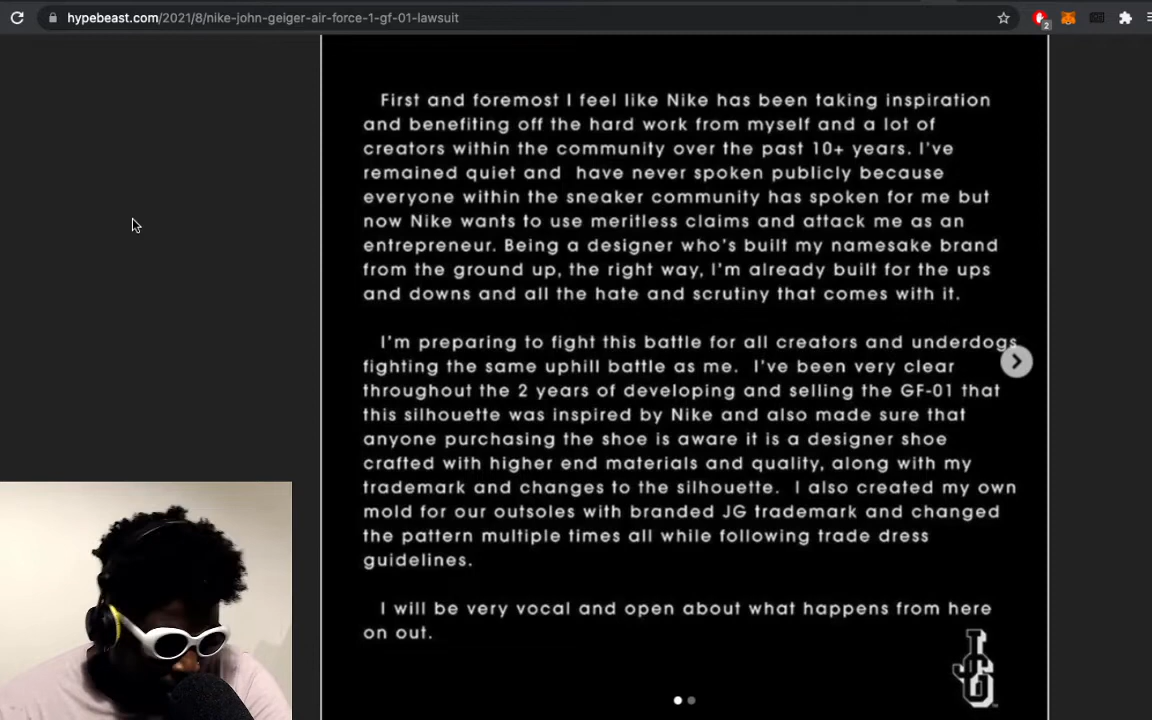 hypebeast.com/2021/8/nike-john-geiger-air-force-1-gf-01-lawsuit
2
First and foremost I feel like Nike has been taking inspiration
and benefiting off the hard work from myself and a lot of
creators within the community over the past 10+ years. I've
remained quiet and have never spoken publicly because
everyone within the sneaker community has spoken for me but
now Nike wants to use meritless claims and attack me as an
entrepreneur. Being a designer who's built my namesake brand
from the ground up, the right way, I'm already built for the ups
and downs and all the hate and scrutiny that comes with it.
I'm preparing to fight this battle for all creators and underdogs
fighting the same uphill battle as me. I've been very clear
throughout the 2 years of developing and selling the GF-01 that
this silhouette was inspired by Nike and also made sure that
anyone purchasing the shoe is aware it is a designer shoe
crafted with higher end materials and quality, along with my
trademark and changes to the silhouette. I also created my own
mold for our outsoles with branded JG trademark and changed
the pattern multiple times all while following trade dress
guidelines.
I will be very vocal and open about what happens from here
on out.
JG